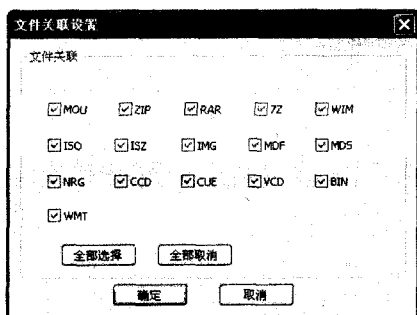 文件关联设置
文件关联
MOU ZIP RAR 7Z WIM
ISO ISZ IMG MDF MDS
NRG CCD CUE VCD BIN
WMT
全部选择 全部取消
确定 取消